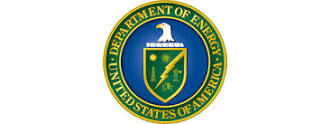 DEPARTMENT OF ENERGY
UNITED STATES OF AMERICA